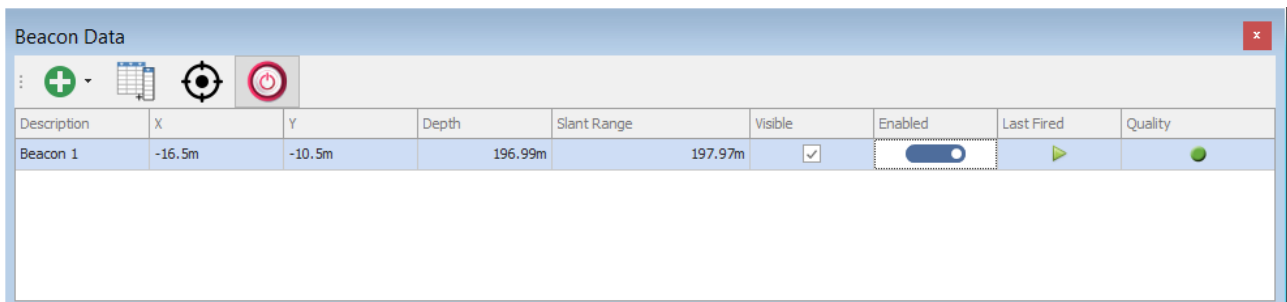 Beacon Data
Description X Y Depth Slant Range Visible Enabled Last Fired Quality
Beacon 1 -16.5m -10.5m 196.99m 197.97m